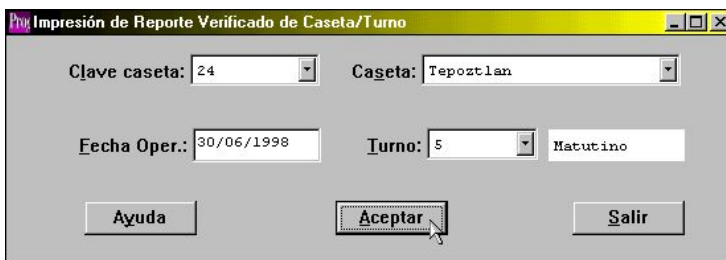 Prog Impresión de Reporte Verificado de Caseta/Turno
Clave caseta: 24 Caseta: Tepoztlan
Fecha Oper.: 30/06/1998 Turno: 5 Matutino
Ayuda Aceptar Salir